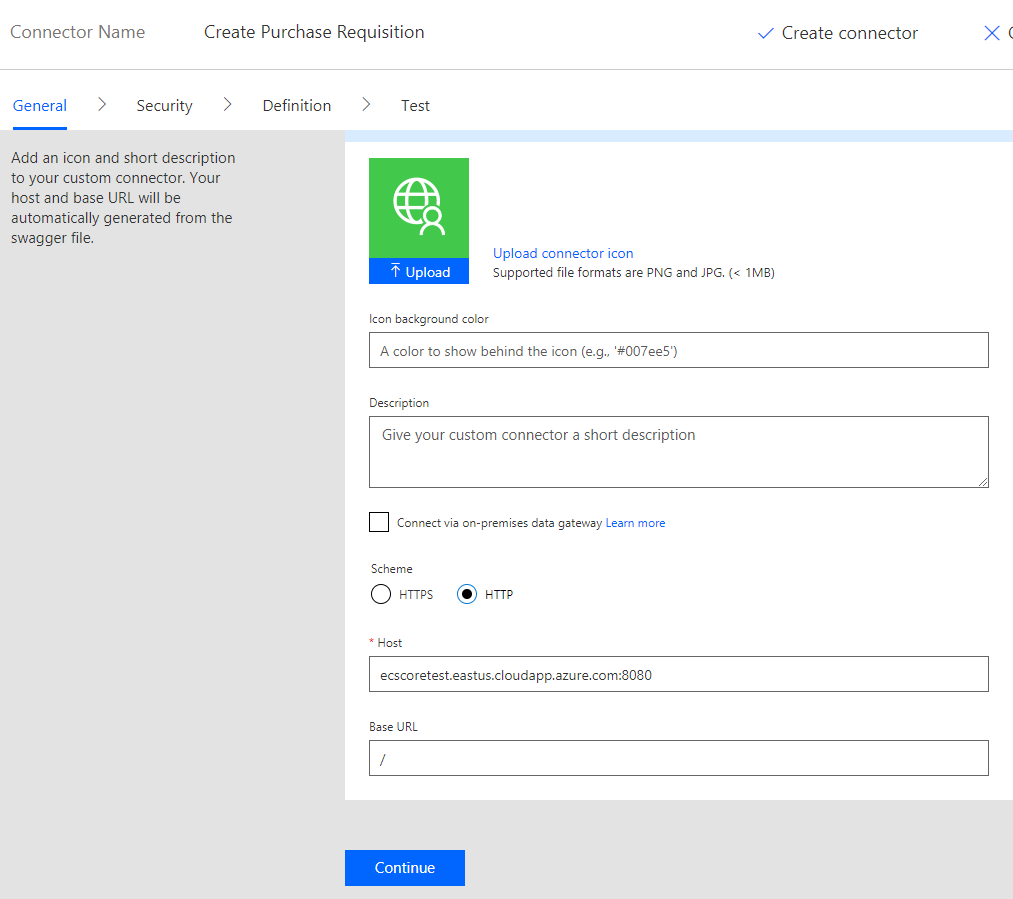 Connector Name Create Purchase Requisition Create connector
General Security Definition Test
Add an icon and short description
to your custom connector. Your
host and base URL will be
automatically generated from the
swagger file.
Upload
Upload connector icon
Supported file formats are PNG and JPG. (< 1MB)
Icon background color
A color to show behind the icon (e.g., '#007ee5')
Description
Give your custom connector a short description
Connect via on-premises data gateway Learn more
Scheme
HTTPS HTTP
* Host
ecscoretest.eastus.cloudapp.azure.com:8080
Base URL
/
Continue